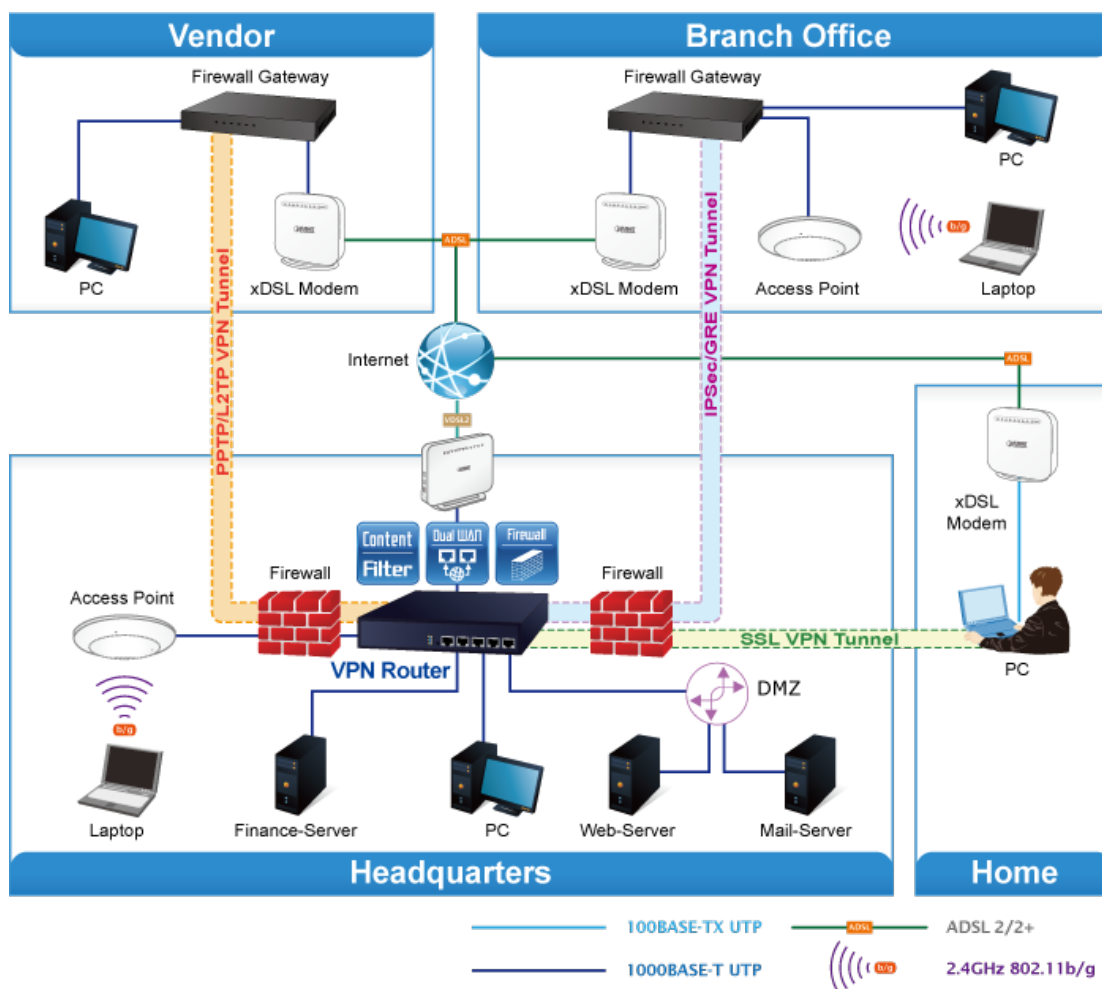 Vendor
Branch Office
Firewall Gateway
Firewall Gateway
PC
PC
xDSL Modem
ADSL
xDSL Modem
Access Point
b/g
Laptop
PPTP/L2TP VPN Tunnel
IPSec/GRE VPN Tunnel
Internet
ADSL
VDSL2
xDSL
Modem
Content
Filter
Dual WAN
Firewall
Firewall
Firewall
Access Point
SSL VPN Tunnel
VPN Router
PC
DMZ
b/g
Laptop
Finance-Server
PC
Web-Server
Mail-Server
Headquarters
Home
100BASE-TX UTP
ADSL
ADSL 2/2+
1000BASE-T UTP
b/g
2.4GHz 802.11b/g